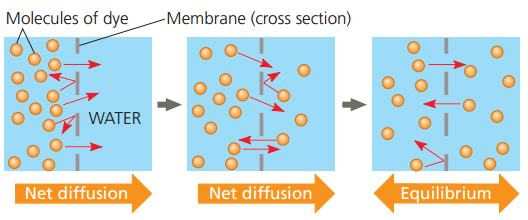 Molecules of dye
Membrane (cross section)
WATER
Net diffusion
Net diffusion
Equilibrium